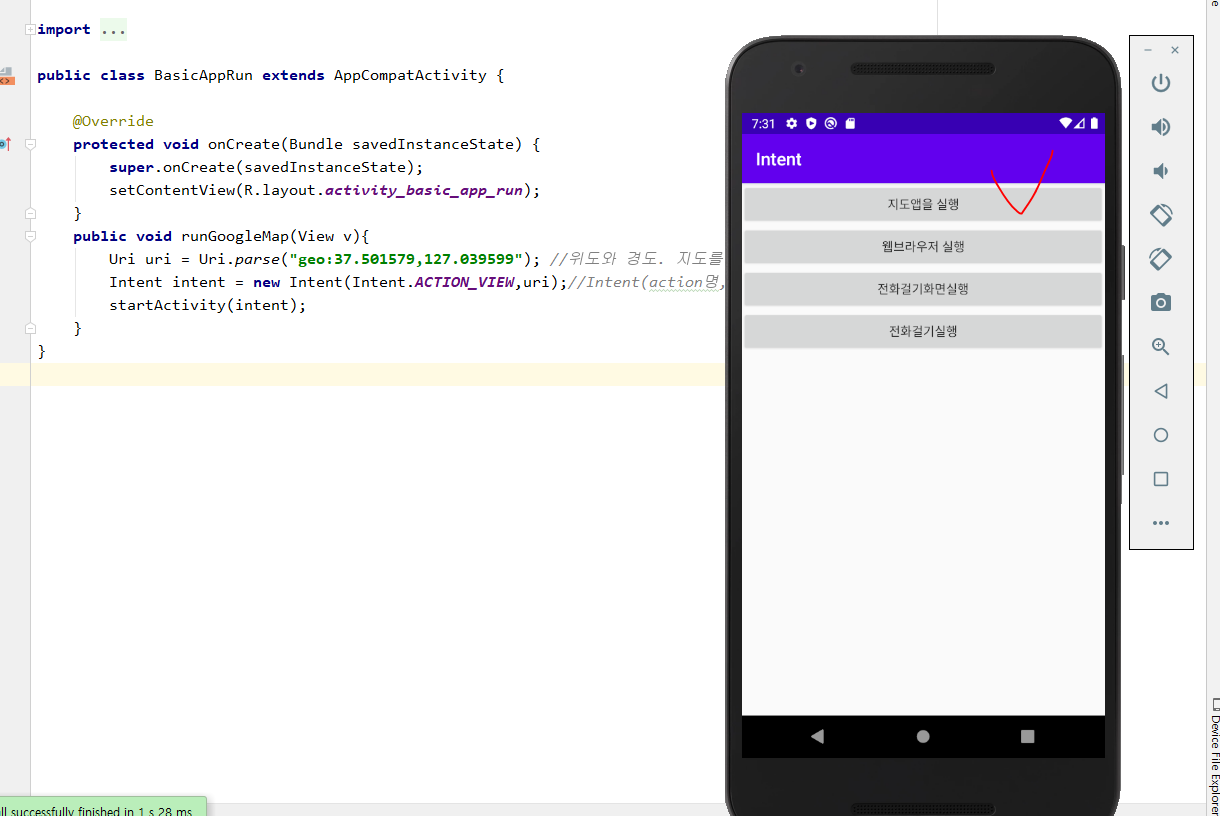 import ...
public class BasicAppRun extends AppCompatActivity {
@Override
protected void onCreate(Bundle savedInstanceState) {
super.onCreate(savedInstanceState);
setContentView(R.layout.activity_basic_app_run);
}
public void runGoogleMap(View v){
Uri uri = Uri.parse("geo:37.501579,127.039599"); //위도와 경도. 지도를
Intent intent = new Intent(Intent.ACTION_VIEW,uri);//Intent(action명,
startActivity(intent);
}
}
7:31
Intent
지도앱을 실행
웹브라우저 실행
전화걸기화면실행
전화걸기실행
Device File Explorer
ll successfully finished in 1 s 28 ms